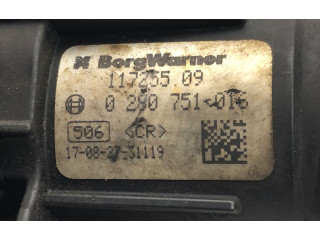 BorgWarner
117255 09
0 280 751 016
506 <CR>
17-08-27-31119